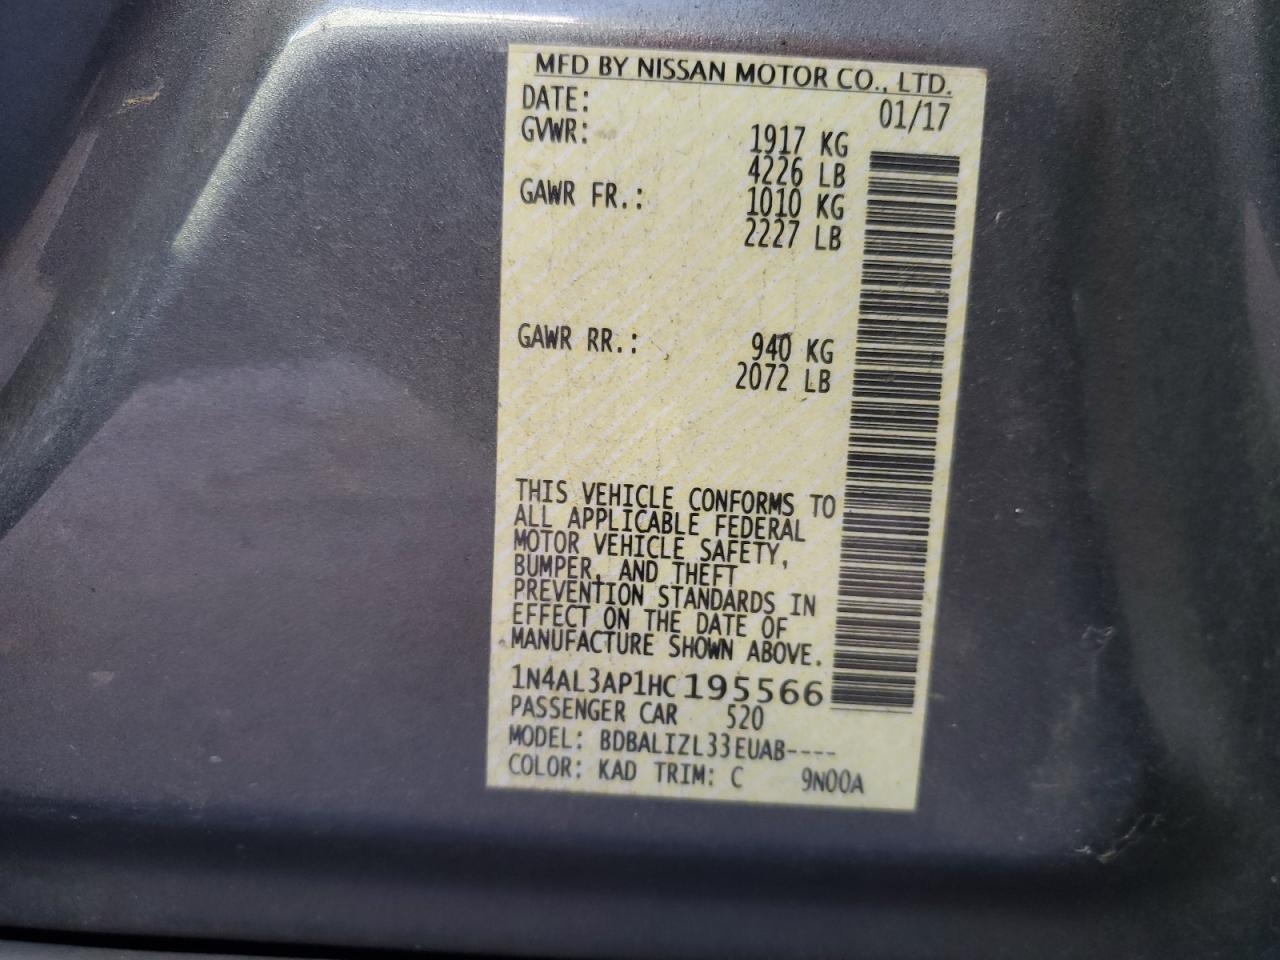 MFD BY NISSAN MOTOR CO., LTD.
DATE: 01/17
GVWR: 1917 KG
4226 LB
GAWR FR.: 1010 KG
2227 LB
GAWR RR.: 940 KG
2072 LB
THIS VEHICLE CONFORMS TO
ALL APPLICABLE FEDERAL
MOTOR VEHICLE SAFETY,
BUMPER, AND THEFT
PREVENTION STANDARDS IN
EFFECT ON THE DATE OF
MANUFACTURE SHOWN ABOVE.
1N4AL3AP1HC195566
PASSENGER CAR 520
MODEL: BDBALIZL33EUAB----
COLOR: KAD TRIM: C 9N00A